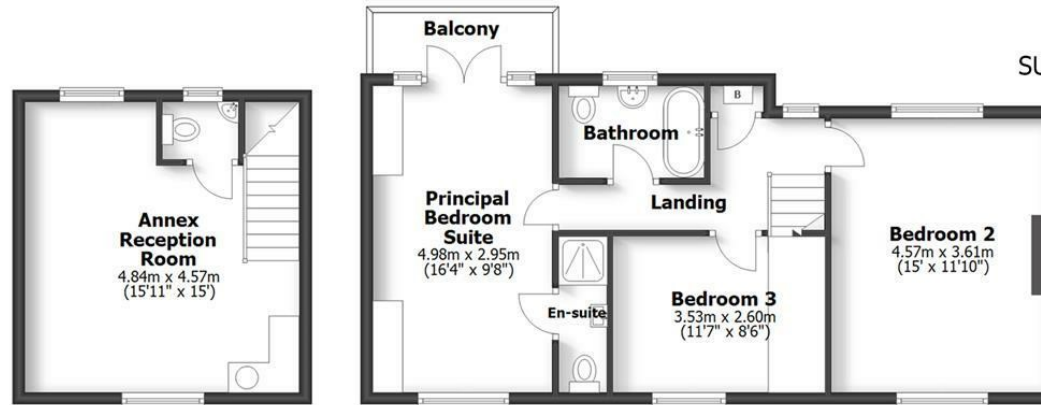 Balcony
SU
B
Bathroom
Principal
Bedroom
Suite
4.98m x 2.95m
(16'4" x 9'8")
Landing
Annex
Reception
Room
4.84m x 4.57m
(15'11" x 15')
Bedroom 2
4.57m x 3.61m
(15' x 11'10")
En-suite
Bedroom 3
3.53m x 2.60m
(11'7" x 8'6")